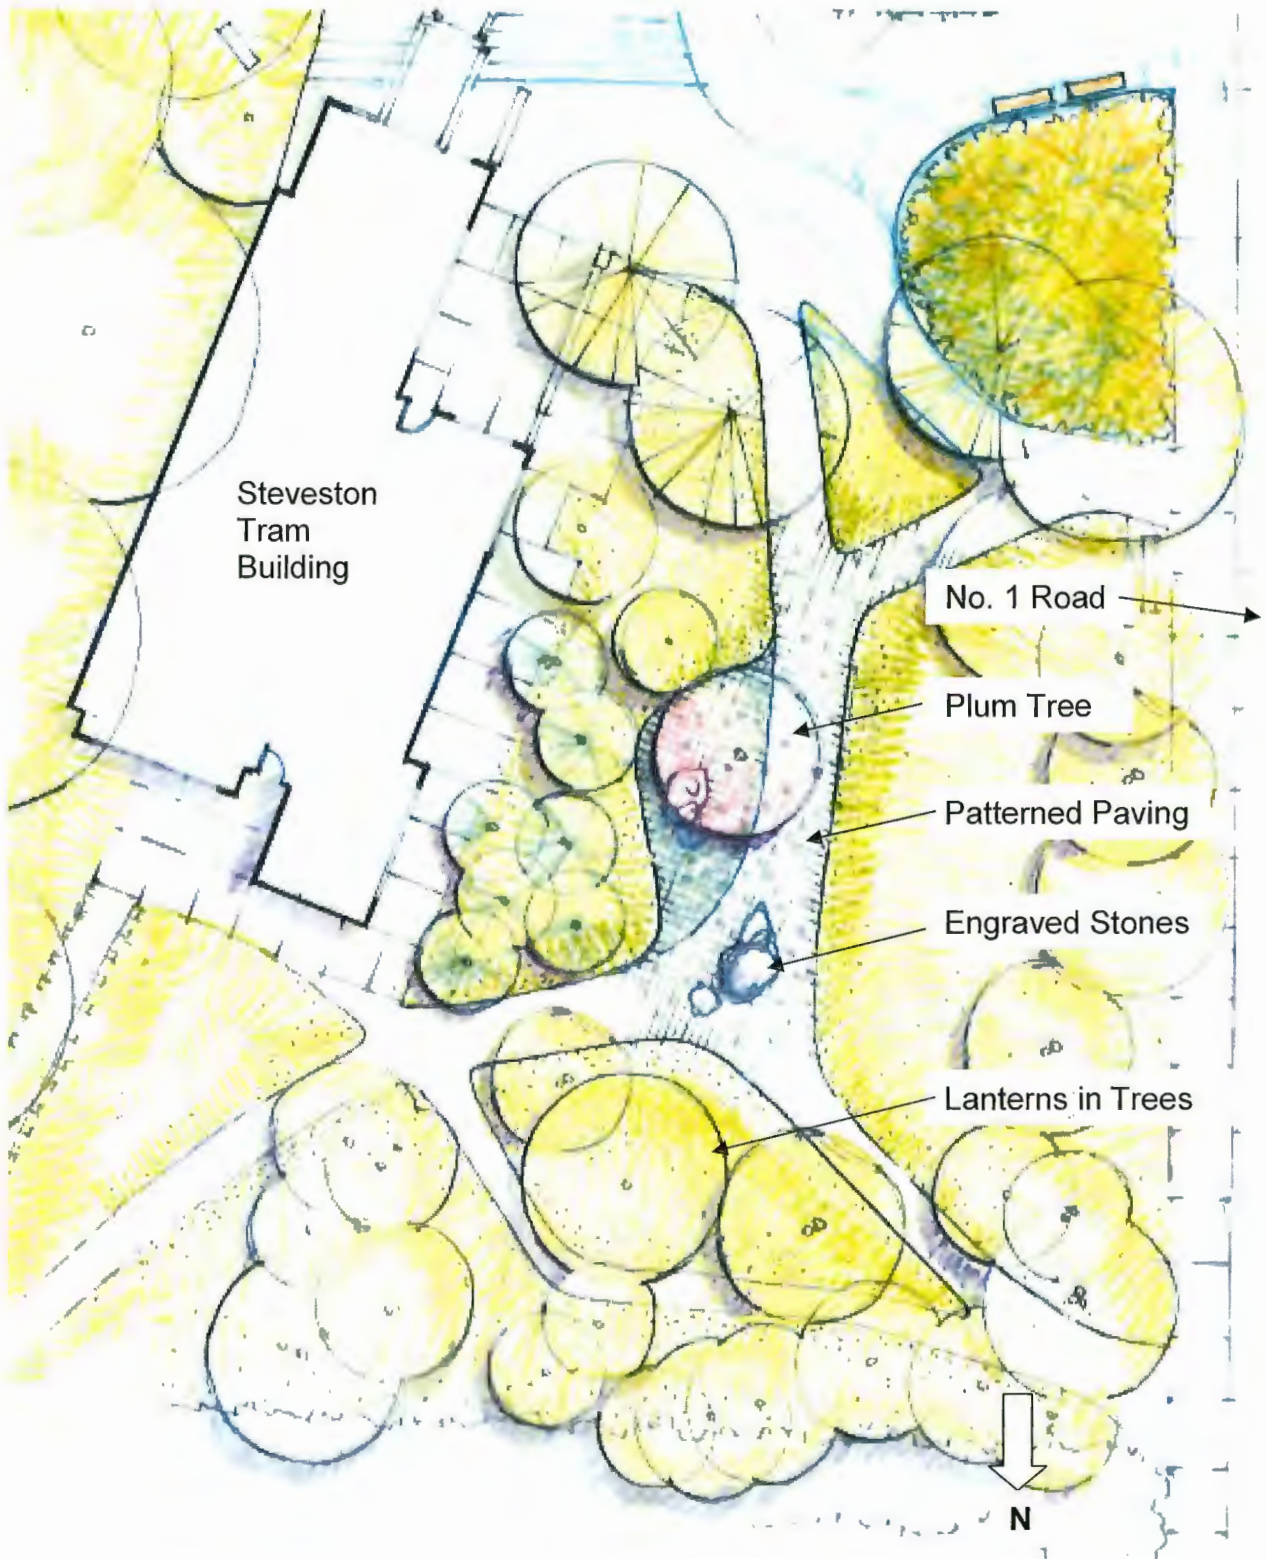 Steveston
Tram
Building
No. 1 Road
Plum Tree
Patterned Paving
Engraved Stones
Lanterns in Trees
N